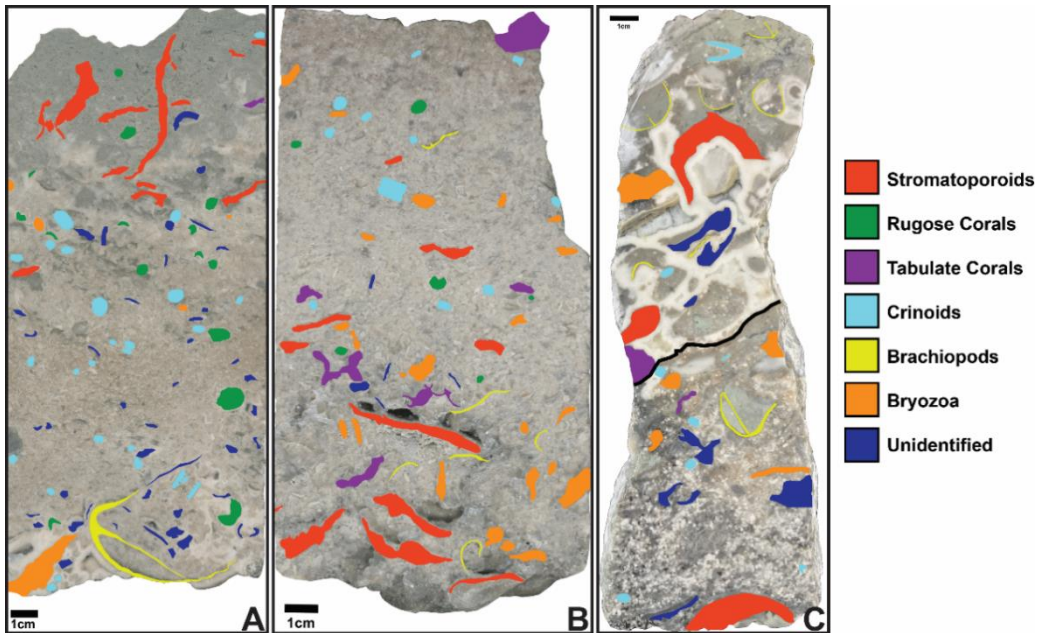 1cm
A
1cm
B
1cm
C
Stromatoporoids
Rugose Corals
Tabulate Corals
Crinoids
Brachiopods
Bryozoa
Unidentified